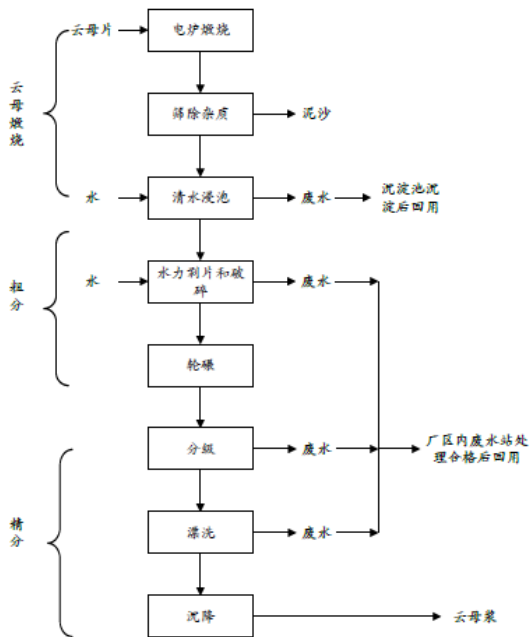 云母片
电炉煅烧
云母煅烧
筛除杂质
泥沙
水
清水浸池
废水
沉淀池沉
淀后回用
粗分
水
水力剥片和破
碎
废水
轮碾
分级
废水
厂区内废水站处
理合格后回用
精分
漂洗
废水
沉降
云母浆